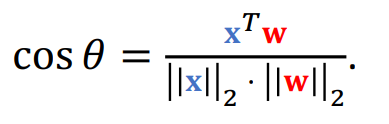 cos θ = xᵀw / ||x||₂ · ||w||₂.